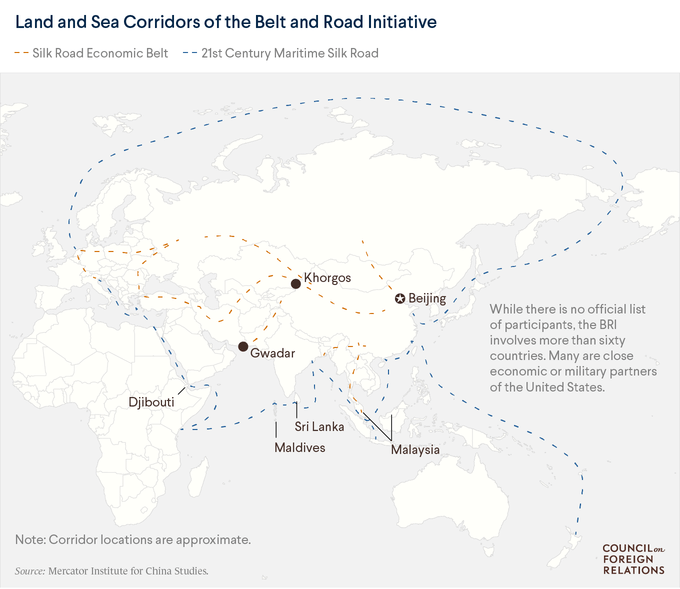 Land and Sea Corridors of the Belt and Road Initiative
Silk Road Economic Belt
21st Century Maritime Silk Road
Khorgos
Beijing
While there is no official list
of participants, the BRI
involves more than sixty
countries. Many are close
economic or military partners
of the United States.
Gwadar
Djibouti
Sri Lanka
Maldives
Malaysia
Note: Corridor locations are approximate.
COUNCIL on
FOREIGN
RELATIONS
Source: Mercator Institute for China Studies.